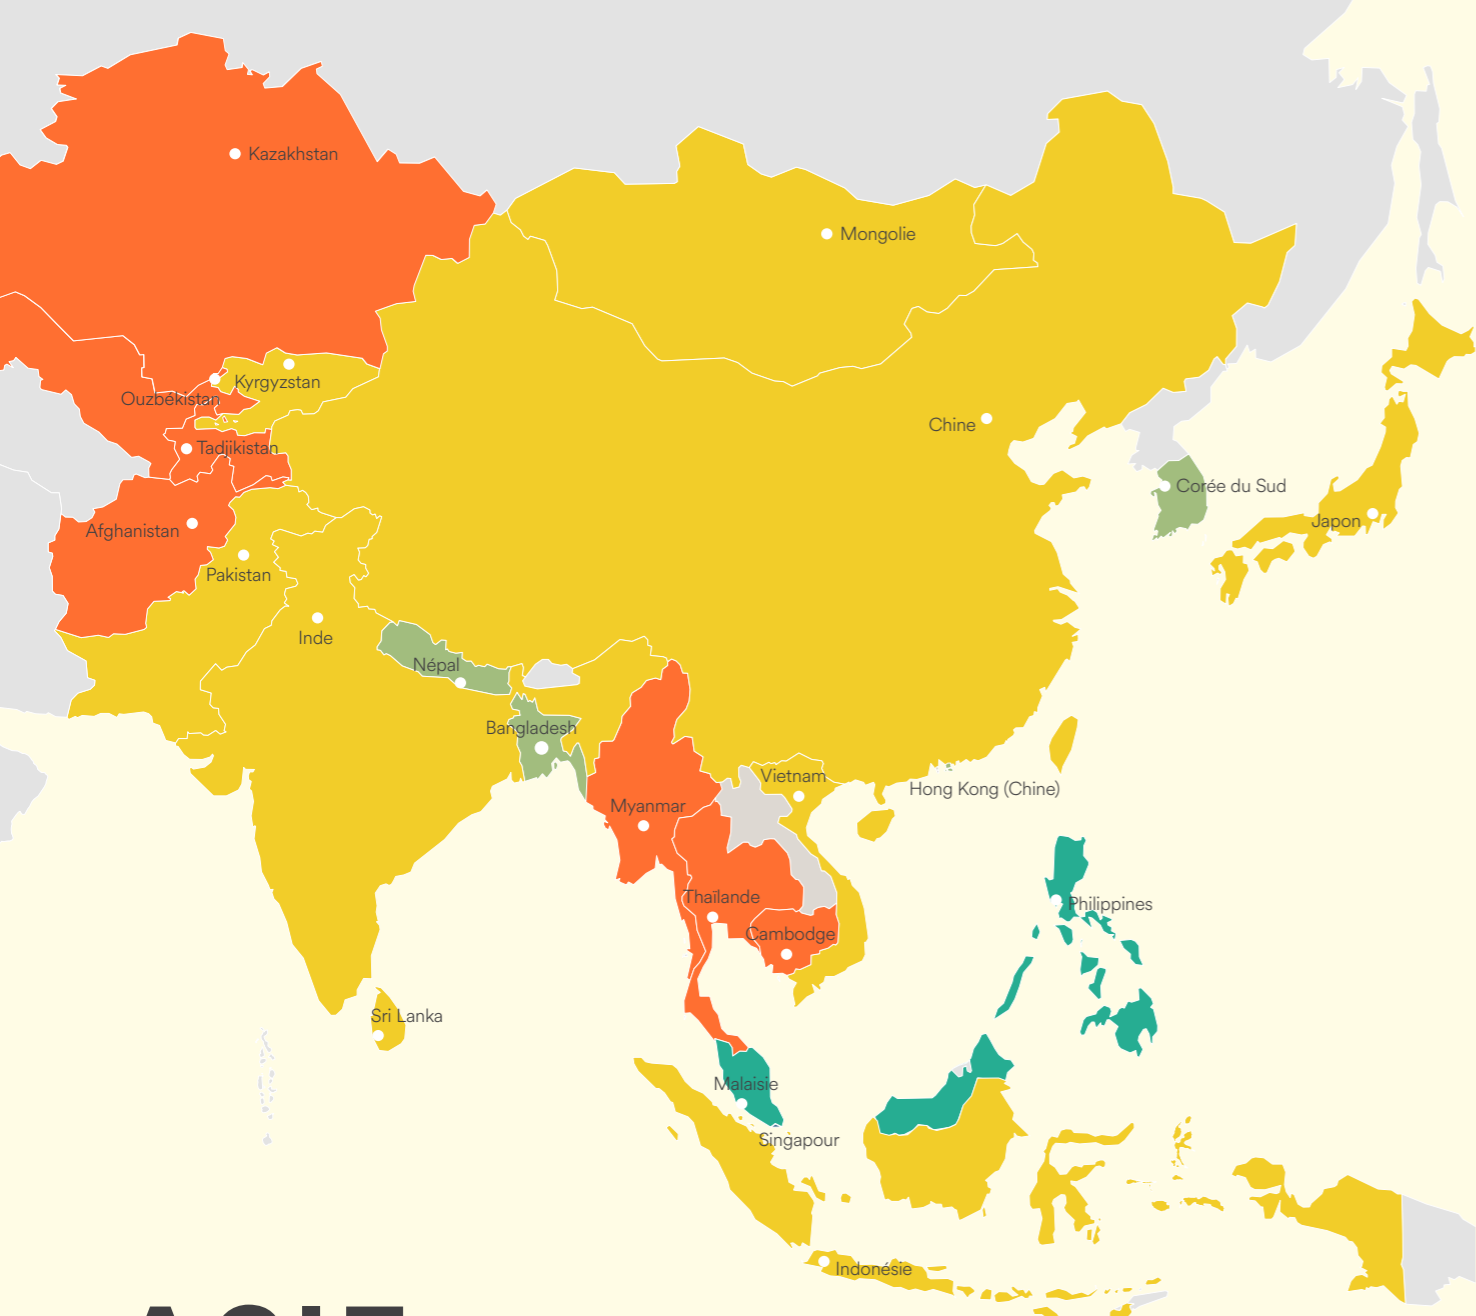 Kazakhstan
Mongolie
Kyrgyzstan
Ouzbékistan
Chine
Tadjikistan
Corée du Sud
Japon
Afghanistan
Pakistan
Inde
Népal
Bangladesh
Vietnam
Hong Kong (Chine)
Myanmar
Thaïlande
Philippines
Cambodge
Sri Lanka
Malaisie
Singapour
Indonésie